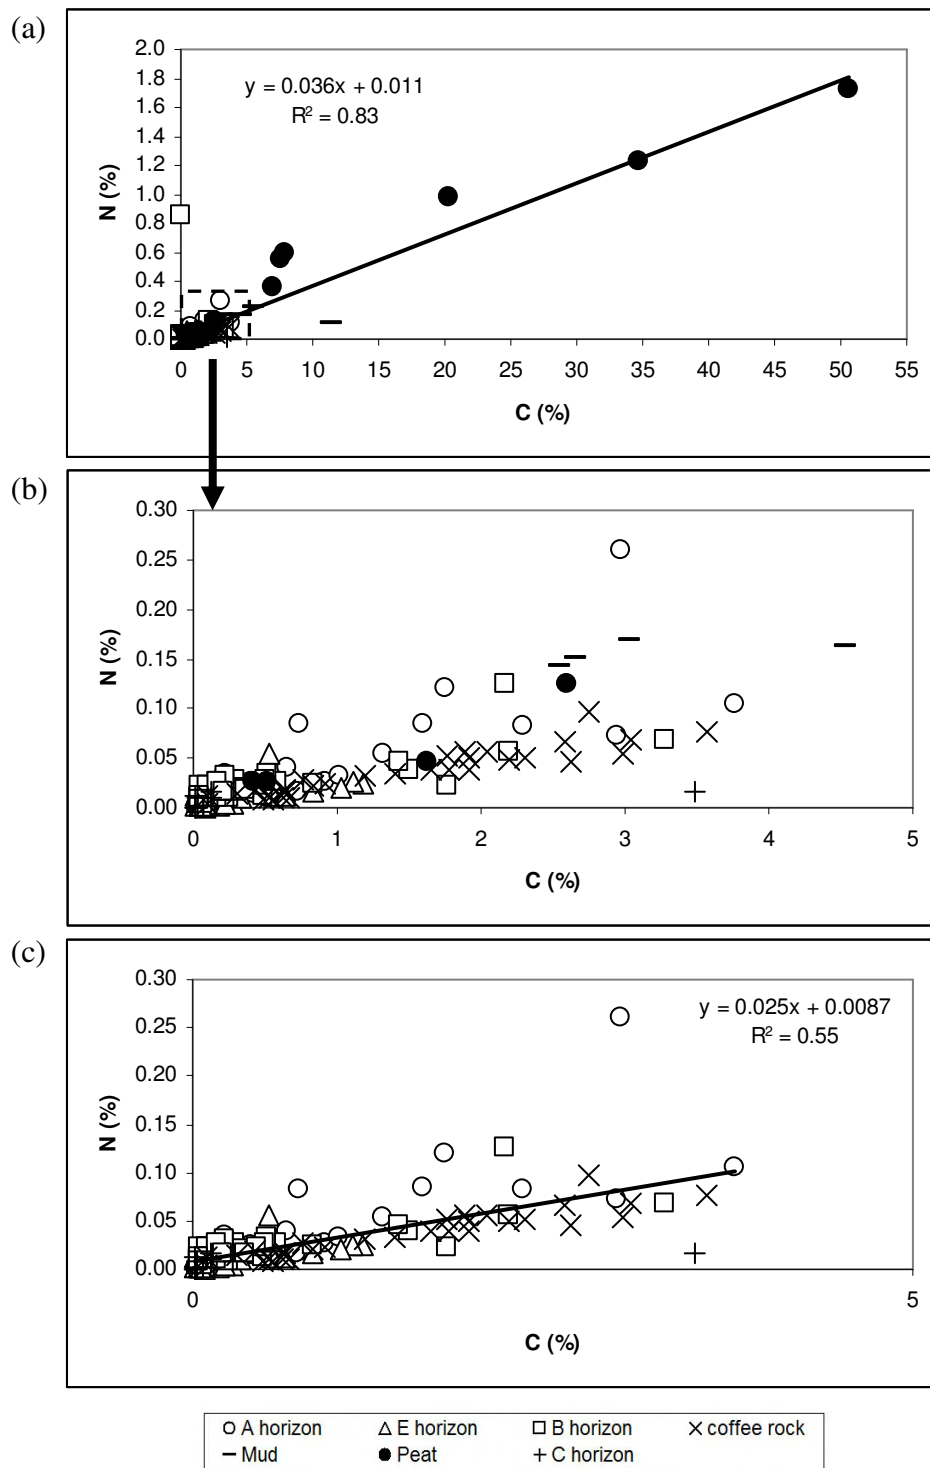 (a)
2.0
1.8
1.6
1.4
1.2
1.0
0.8
0.6
0.4
0.2
0.0
N (%)
y = 0.036x + 0.011
R² = 0.83
0 5 10 15 20 25 30 35 40 45 50 55
C (%)
(b)
0.30
0.25
0.20
0.15
0.10
0.05
0.00
N (%)
0 1 2 3 4 5
C (%)
(c)
0.30
0.25
0.20
0.15
0.10
0.05
0.00
N (%)
y = 0.025x + 0.0087
R² = 0.55
0 5
C (%)
A horizon E horizon B horizon coffee rock
Mud Peat C horizon